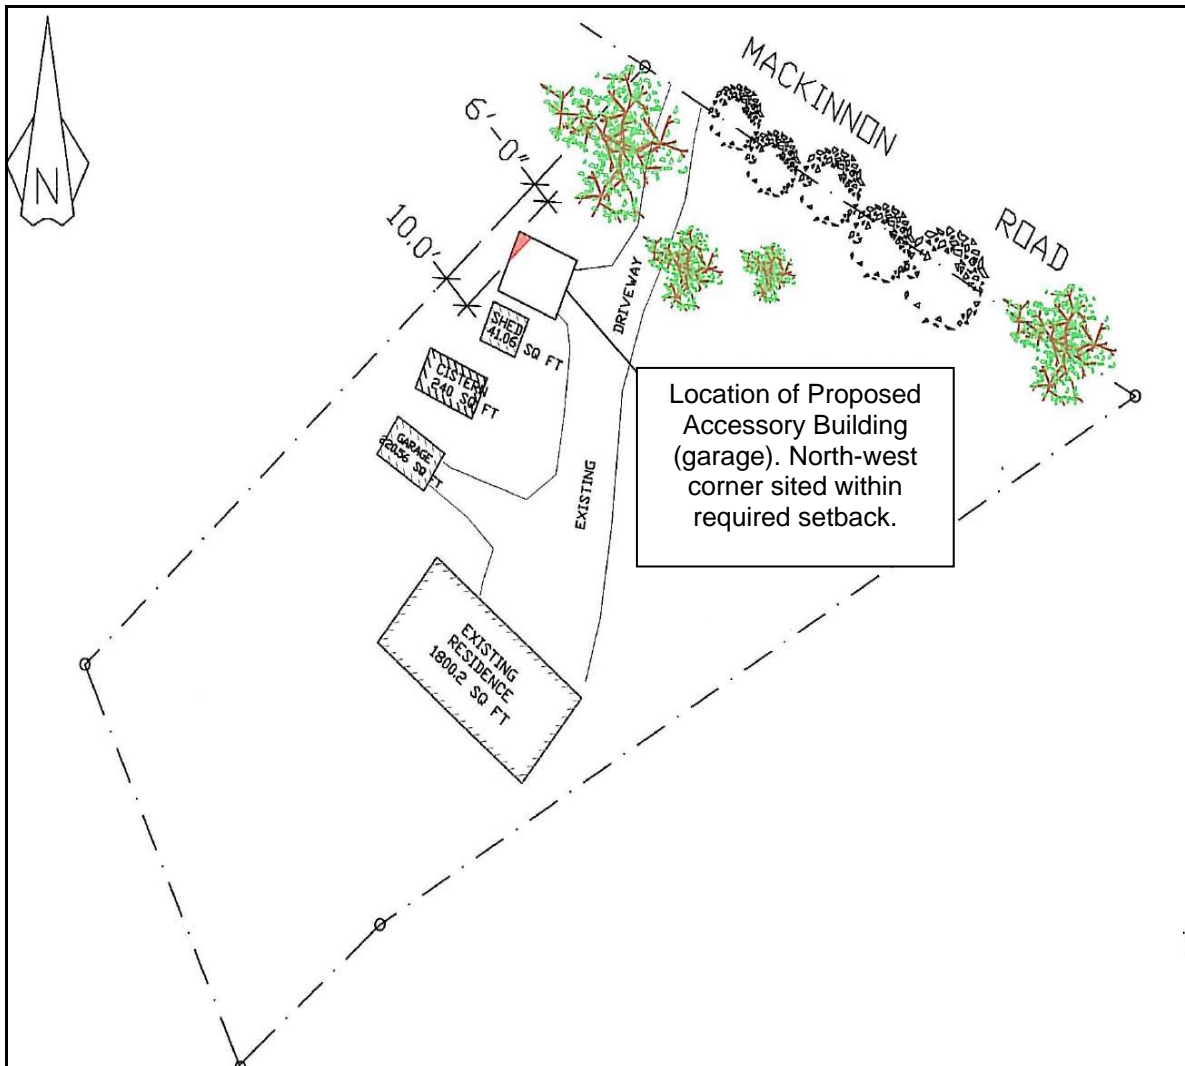 MACKINNON
ROAD
N
6'-0"
10.0'
SHED
41.06 SQ FT
CISTERN
240 SQ FT
GARAGE
220.56 SQ FT
EXISTING
DRIVEWAY
Location of Proposed
Accessory Building
(garage). North-west
corner sited within
required setback.
EXISTING
RESIDENCE
1800.2 SQ FT